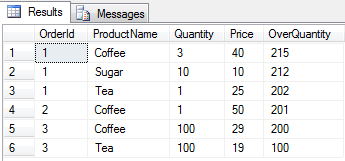 Results Messages
OrderId ProductName Quantity Price OverQuantity
1 1 Coffee 3 40 215
2 1 Sugar 10 10 212
3 1 Tea 1 25 202
4 2 Coffee 1 50 201
5 3 Coffee 100 29 200
6 3 Tea 100 19 100